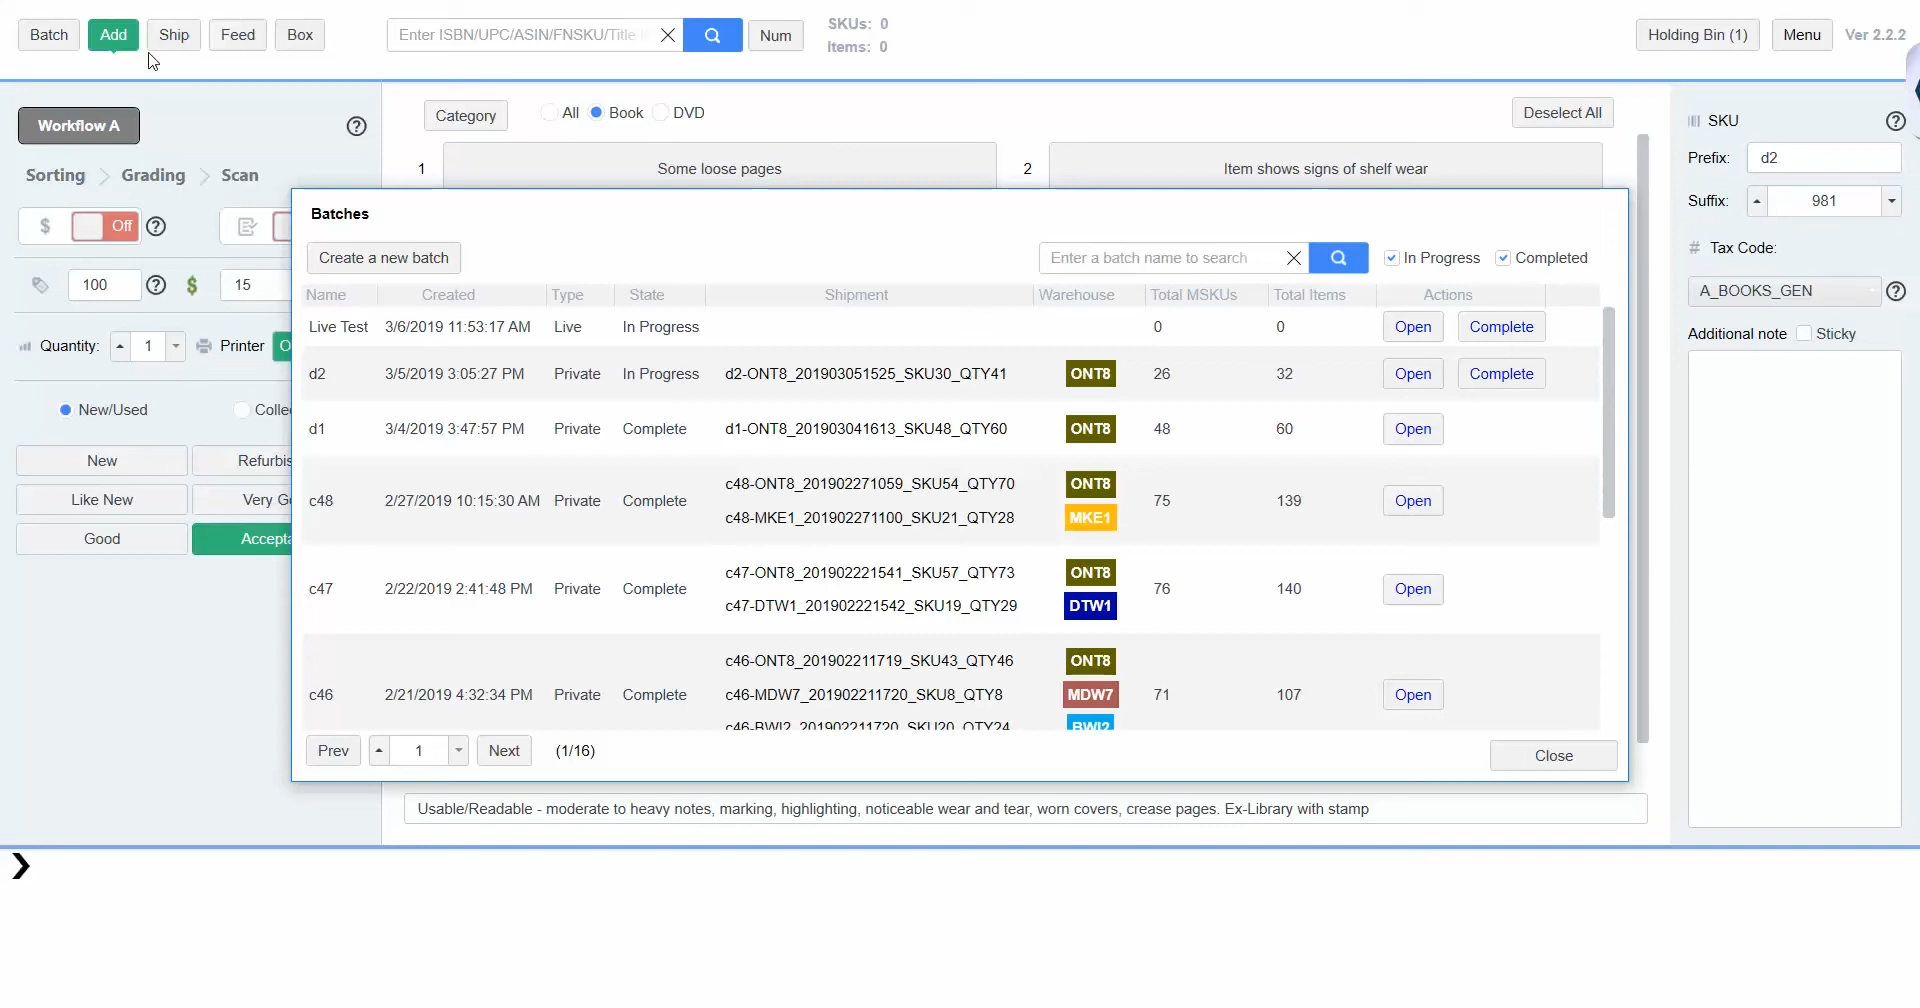 Batch Add Ship Feed Box Enter ISBN/UPC/ASIN/FNSKU/Title Num SKUs: 0 Items: 0 Holding Bin (1) Menu Ver 2.2.2
Workflow A Category All Book DVD Deselect All SKU
Prefix: d2
Sorting Grading Scan 1 Some loose pages 2 Item shows signs of shelf wear
Suffix: 981
Off
Batches
Tax Code:
Create a new batch Enter a batch name to search In Progress Completed
100 15
A_BOOKS_GEN
Name Created Type State Shipment Warehouse Total MSKUs Total Items Actions
Live Test 3/6/2019 11:53:17 AM Live In Progress 0 0 Open Complete
Additional note Sticky
Quantity: 1 Printer
d2 3/5/2019 3:05:27 PM Private In Progress d2-ONT8_201903051525_SKU30_QTY41 ONT8 26 32 Open Complete
New/Used
d1 3/4/2019 3:47:57 PM Private Complete d1-ONT8_201903041613_SKU48_QTY60 ONT8 48 60 Open
New
c48 2/27/2019 10:15:30 AM Private Complete c48-ONT8_201902271059_SKU54_QTY70 ONT8 75 139 Open
Like New
c48-MKE1_201902271100_SKU21_QTY28 MKE1
Good
c47 2/22/2019 2:41:48 PM Private Complete c47-ONT8_201902221541_SKU57_QTY73 ONT8 76 140 Open
c47-DTW1_201902221542_SKU19_QTY29 DTW1
c46 2/21/2019 4:32:34 PM Private Complete c46-ONT8_201902211719_SKU43_QTY46 ONT8 71 107 Open
c46-MDW7_201902211720_SKU8_QTY8 MDW7
c46-BWI2_201902211720_SKU20_QTY24 BWI2
Prev 1 Next (1/16) Close
Usable/Readable - moderate to heavy notes, marking, highlighting, noticeable wear and tear, worn covers, crease pages. Ex-Library with stamp